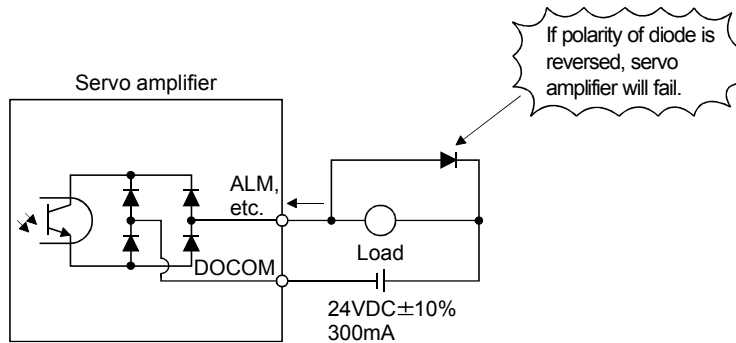 If polarity of diode is
reversed, servo
amplifier will fail.
Servo amplifier
ALM,
etc.
Load
DOCOM
24VDC±10%
300mA